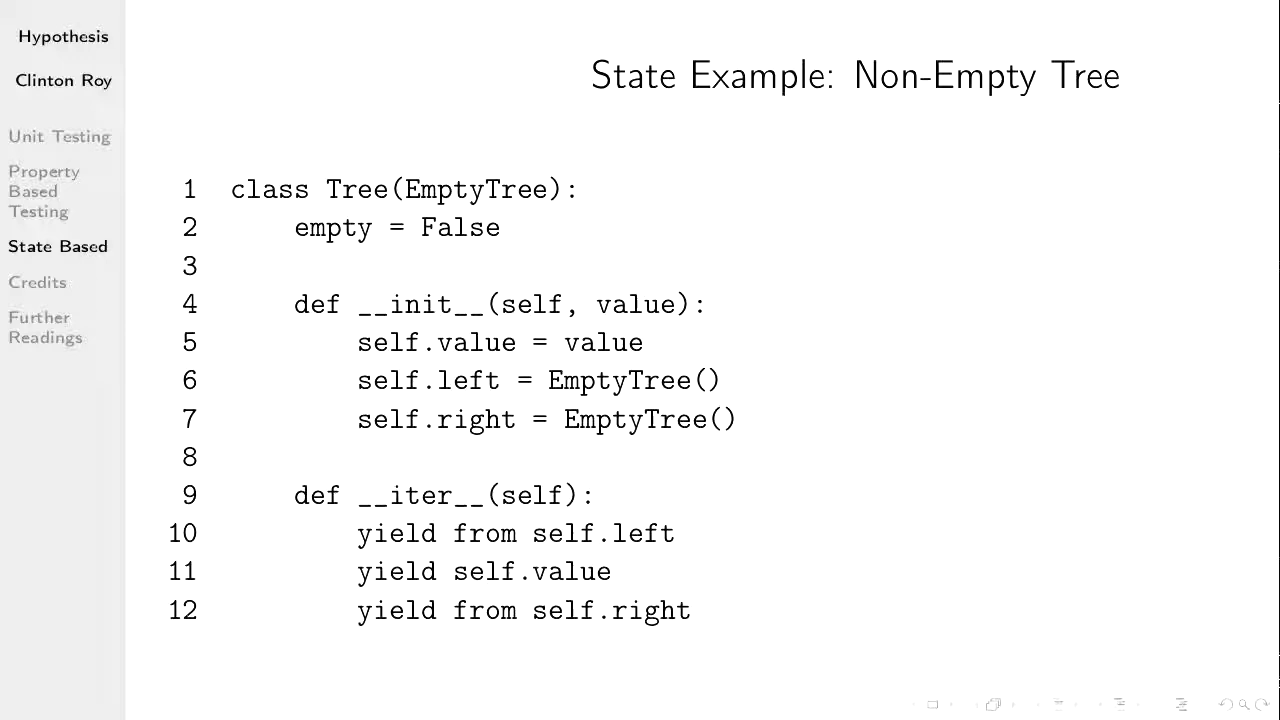 Hypothesis
Clinton Roy
Unit Testing
Property
Based
Testing
State Based
Credits
Further
Readings
State Example: Non-Empty Tree
1 class Tree(EmptyTree):
2     empty = False
3
4     def __init__(self, value):
5         self.value = value
6         self.left = EmptyTree()
7         self.right = EmptyTree()
8
9     def __iter__(self):
10         yield from self.left
11         yield self.value
12         yield from self.right